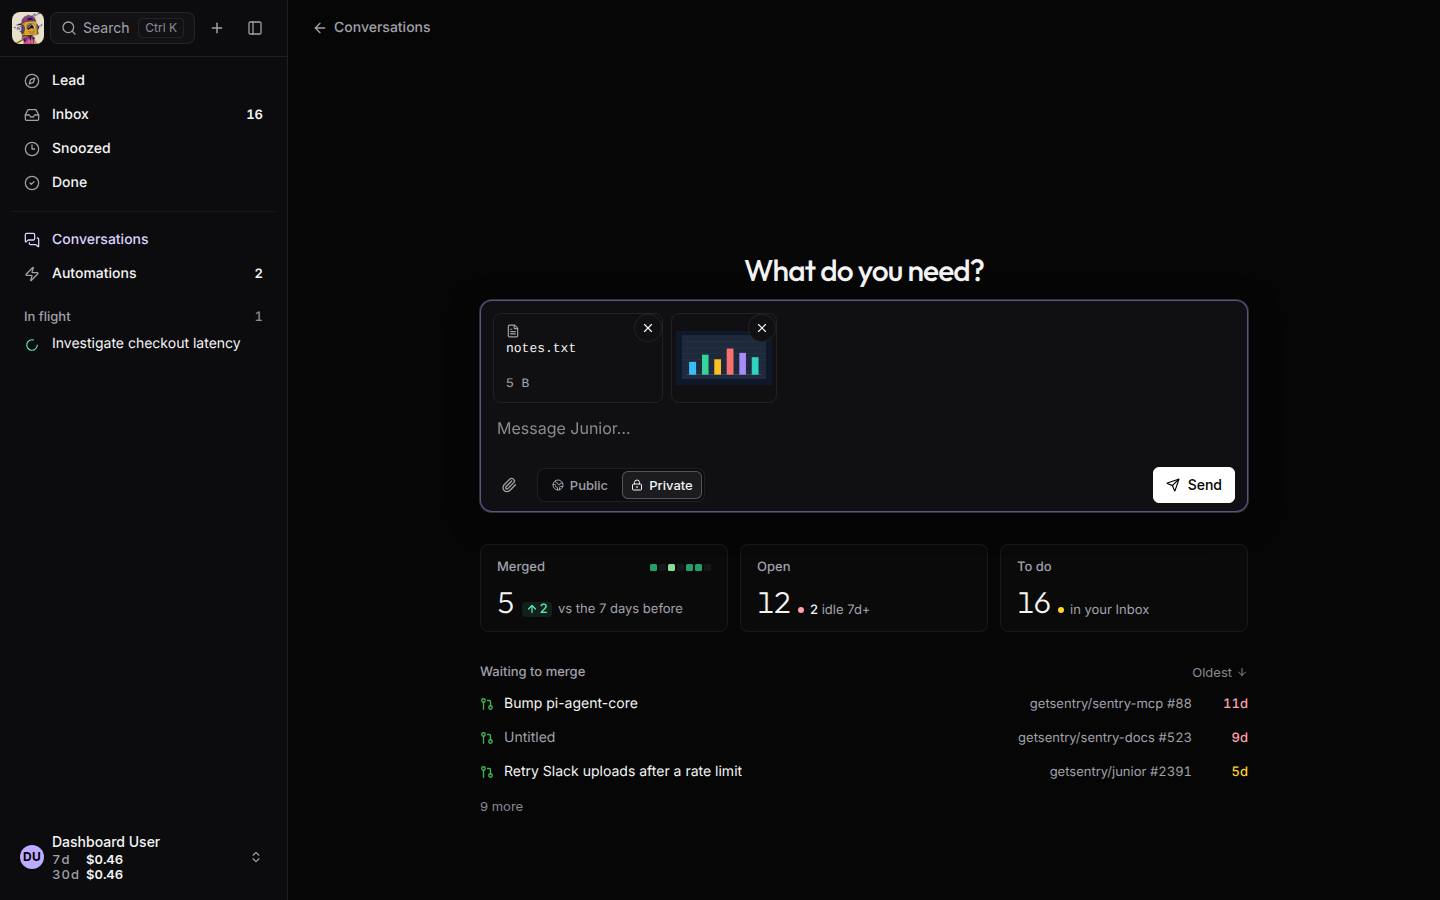 Search Ctrl K
Lead
Inbox 16
Snoozed
Done
Conversations
Automations 2
In flight 1
Investigate checkout latency
Dashboard User
DU
7d $0.46
30d $0.46
Conversations
What do you need?
notes.txt
5 B
Message Junior...
Public Private Send
Merged
5 2 vs the 7 days before
Open
12 2 idle 7d+
To do
16 in your Inbox
Waiting to merge Oldest
Bump pi-agent-core getsentry/sentry-mcp #88 11d
Untitled getsentry/sentry-docs #523 9d
Retry Slack uploads after a rate limit getsentry/junior #2391 5d
9 more